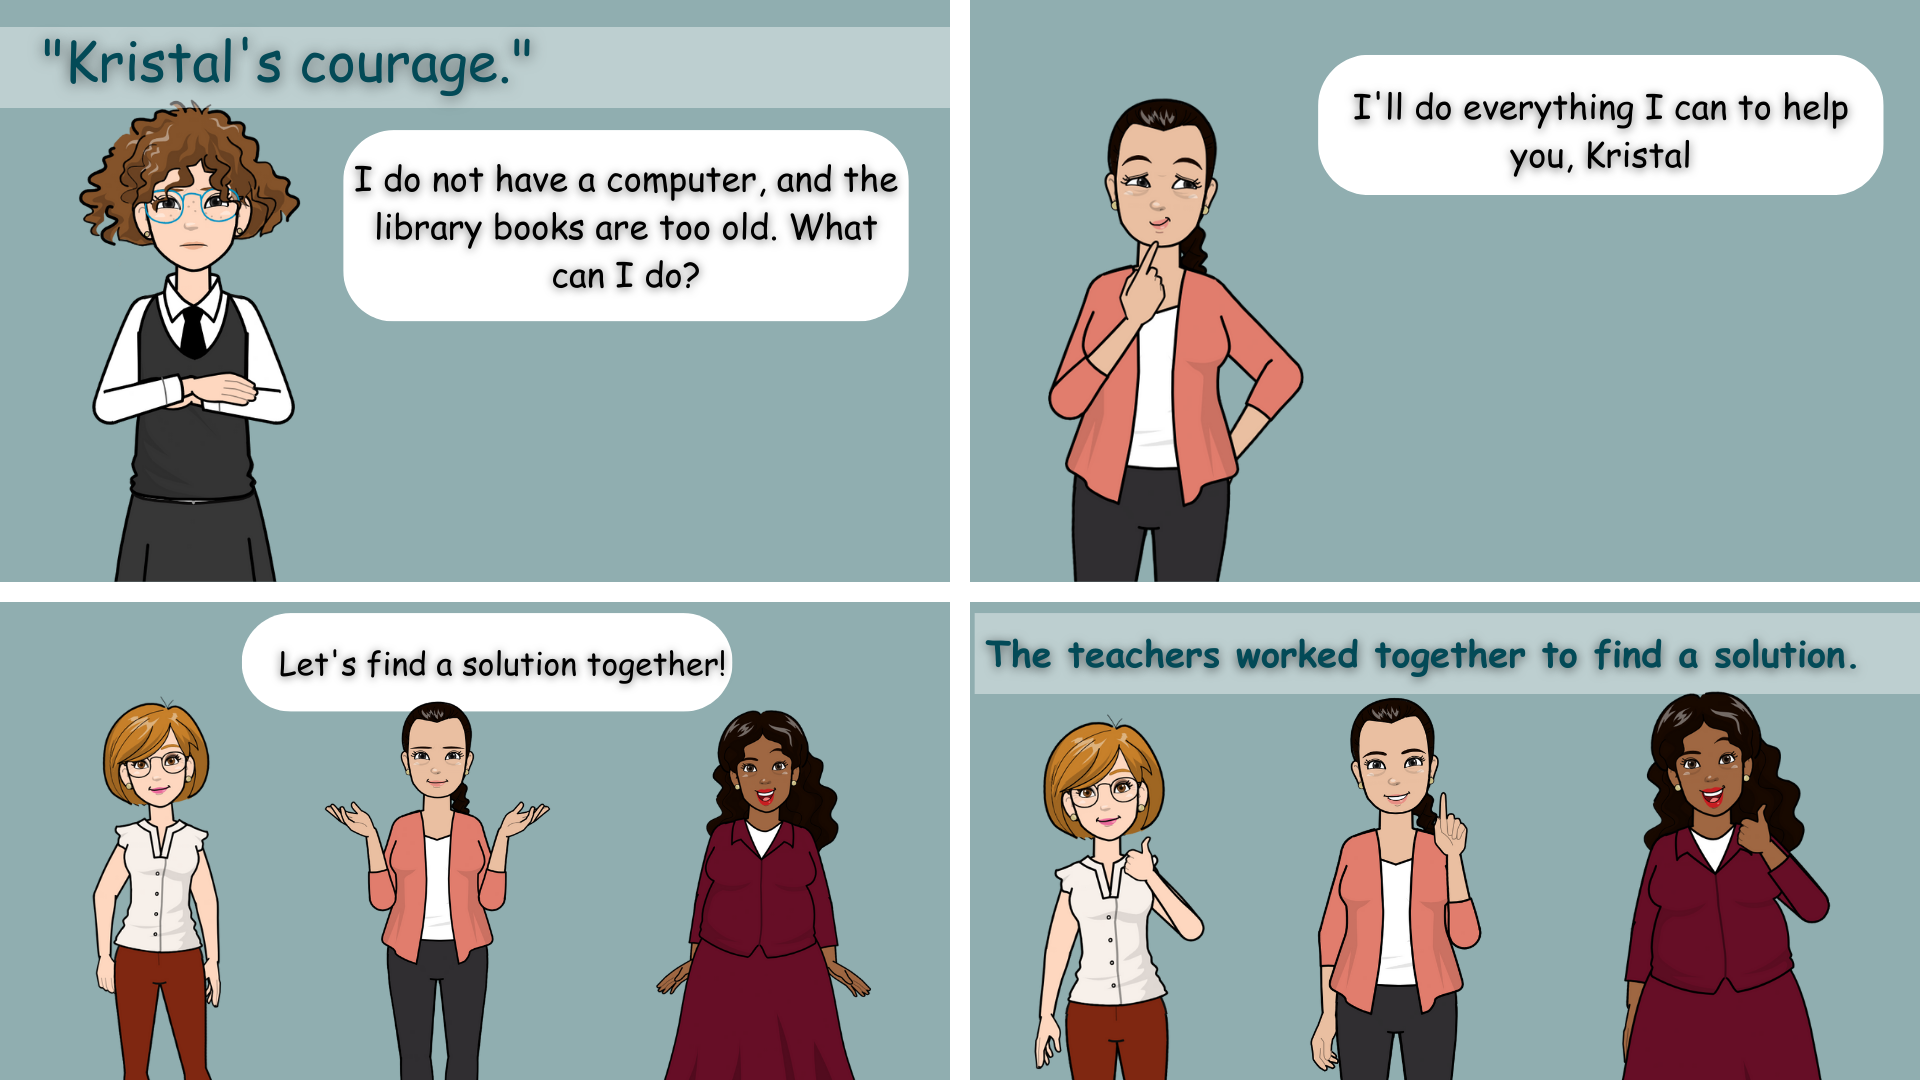 "Kristal's courage."
I do not have a computer, and the
library books are too old. What
can I do?
I'll do everything I can to help
you, Kristal
Let's find a solution together!
The teachers worked together to find a solution.